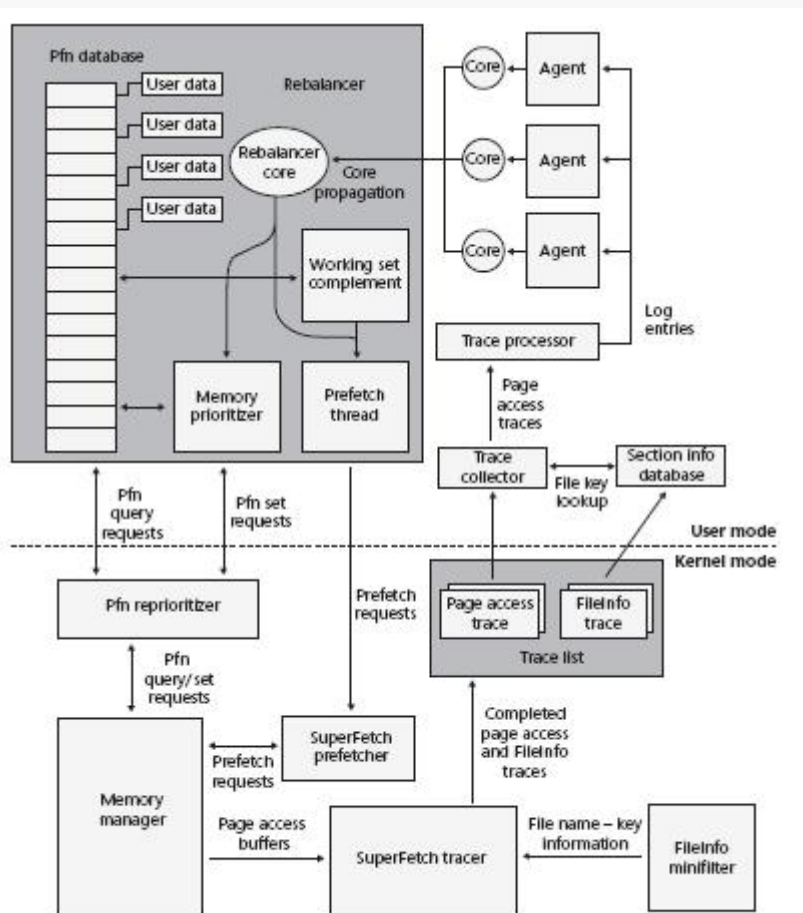 Pfn database
User data
User data
User data
User data
Rebalancer
Rebalancer
core
Core
propagation
Working set
complement
Memory
prioritizer
Prefetch
thread
Core
Agent
Core
Agent
Core
Agent
Log
entries
Trace processor
Page
access
traces
Trace
collector
File key
lookup
Section info
database
Pfn
query
requests
Pfn set
requests
User mode
Kernel mode
Pfn reprioritizer
Prefetch
requests
Page access
trace
FileInfo
trace
Trace list
Pfn
query/set
requests
Completed
page access
and FileInfo
traces
SuperFetch
prefetcher
Prefetch
requests
Memory
manager
Page access
buffers
SuperFetch tracer
File name – key
information
FileInfo
minifilter